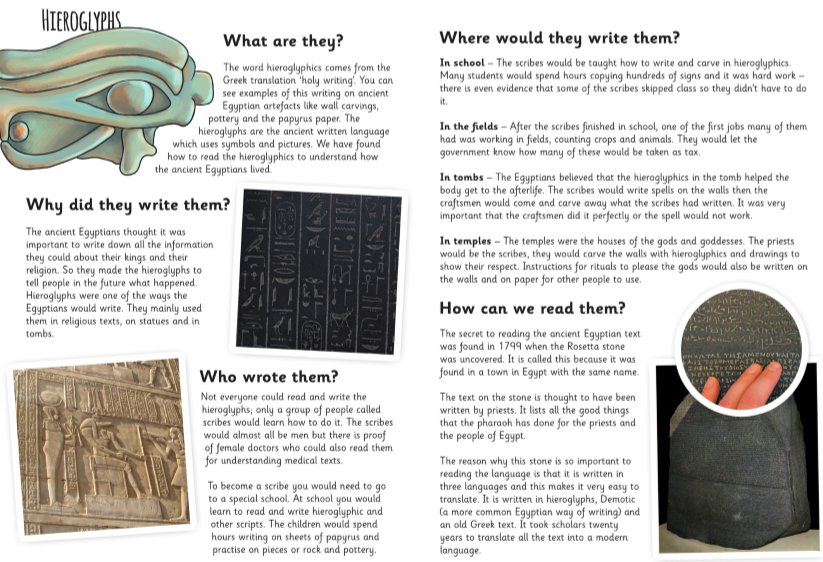 HIEROGLYPHS
What are they?
The word hieroglyphics comes from the
Greek translation 'holy writing'. You can
see examples of this writing on ancient
Egyptian artefacts like wall carvings,
pottery and the papyrus paper. The
hieroglyphs are the ancient written language
which uses symbols and pictures. We have found
how to read the hieroglyphics to understand how
the ancient Egyptians lived.
Why did they write them?
The ancient Egyptians thought it was
important to write down all the information
they could about their kings and their
religion. So they made the hieroglyphs to
tell people in the future what happened.
Hieroglyphs were one of the ways the
Egyptians would write. They mainly used
them in religious texts, on statues and in
tombs.
Who wrote them?
Not everyone could read and write the
hieroglyphs; only a group of people called
scribes would learn how to do it. The scribes
would almost all be men but there is proof
of female doctors who could also read them
for understanding medical texts.
To become a scribe you would need to go
to a special school. At school you would
learn to read and write hieroglyphic and
other scripts. The children would spend
hours writing on sheets of papyrus and
practise on pieces or rock and pottery.
Where would they write them?
In school – The scribes would be taught how to write and carve in hieroglyphics.
Many students would spend hours copying hundreds of signs and it was hard work –
there is even evidence that some of the scribes skipped class so they didn't have to do
it.
In the fields – After the scribes finished in school, one of the first jobs many of them
had was working in fields, counting crops and animals. They would let the
government know how many of these would be taken as tax.
In tombs – The Egyptians believed that the hieroglyphics in the tomb helped the
body get to the afterlife. The scribes would write spells on the walls then the
craftsmen would come and carve away what the scribes had written. It was very
important that the craftsmen did it perfectly or the spell would not work.
In temples – The temples were the houses of the gods and goddesses. The priests
would be the scribes, they would carve the walls with hieroglyphics and drawings to
show their respect. Instructions for rituals to please the gods would also be written on
the walls and on paper for other people to use.
How can we read them?
The secret to reading the ancient Egyptian text
was found in 1799 when the Rosetta stone
was uncovered. It is called this because it was
found in a town in Egypt with the same name.
The text on the stone is thought to have been
written by priests. It lists all the good things
that the pharaoh has done for the priests and
the people of Egypt.
The reason why this stone is so important to
reading the language is that it is written in
three languages and this makes it very easy to
translate. It is written in hieroglyphs, Demotic
(a more common Egyptian way of writing) and
an old Greek text. It took scholars twenty
years to translate all the text into a modern
language.